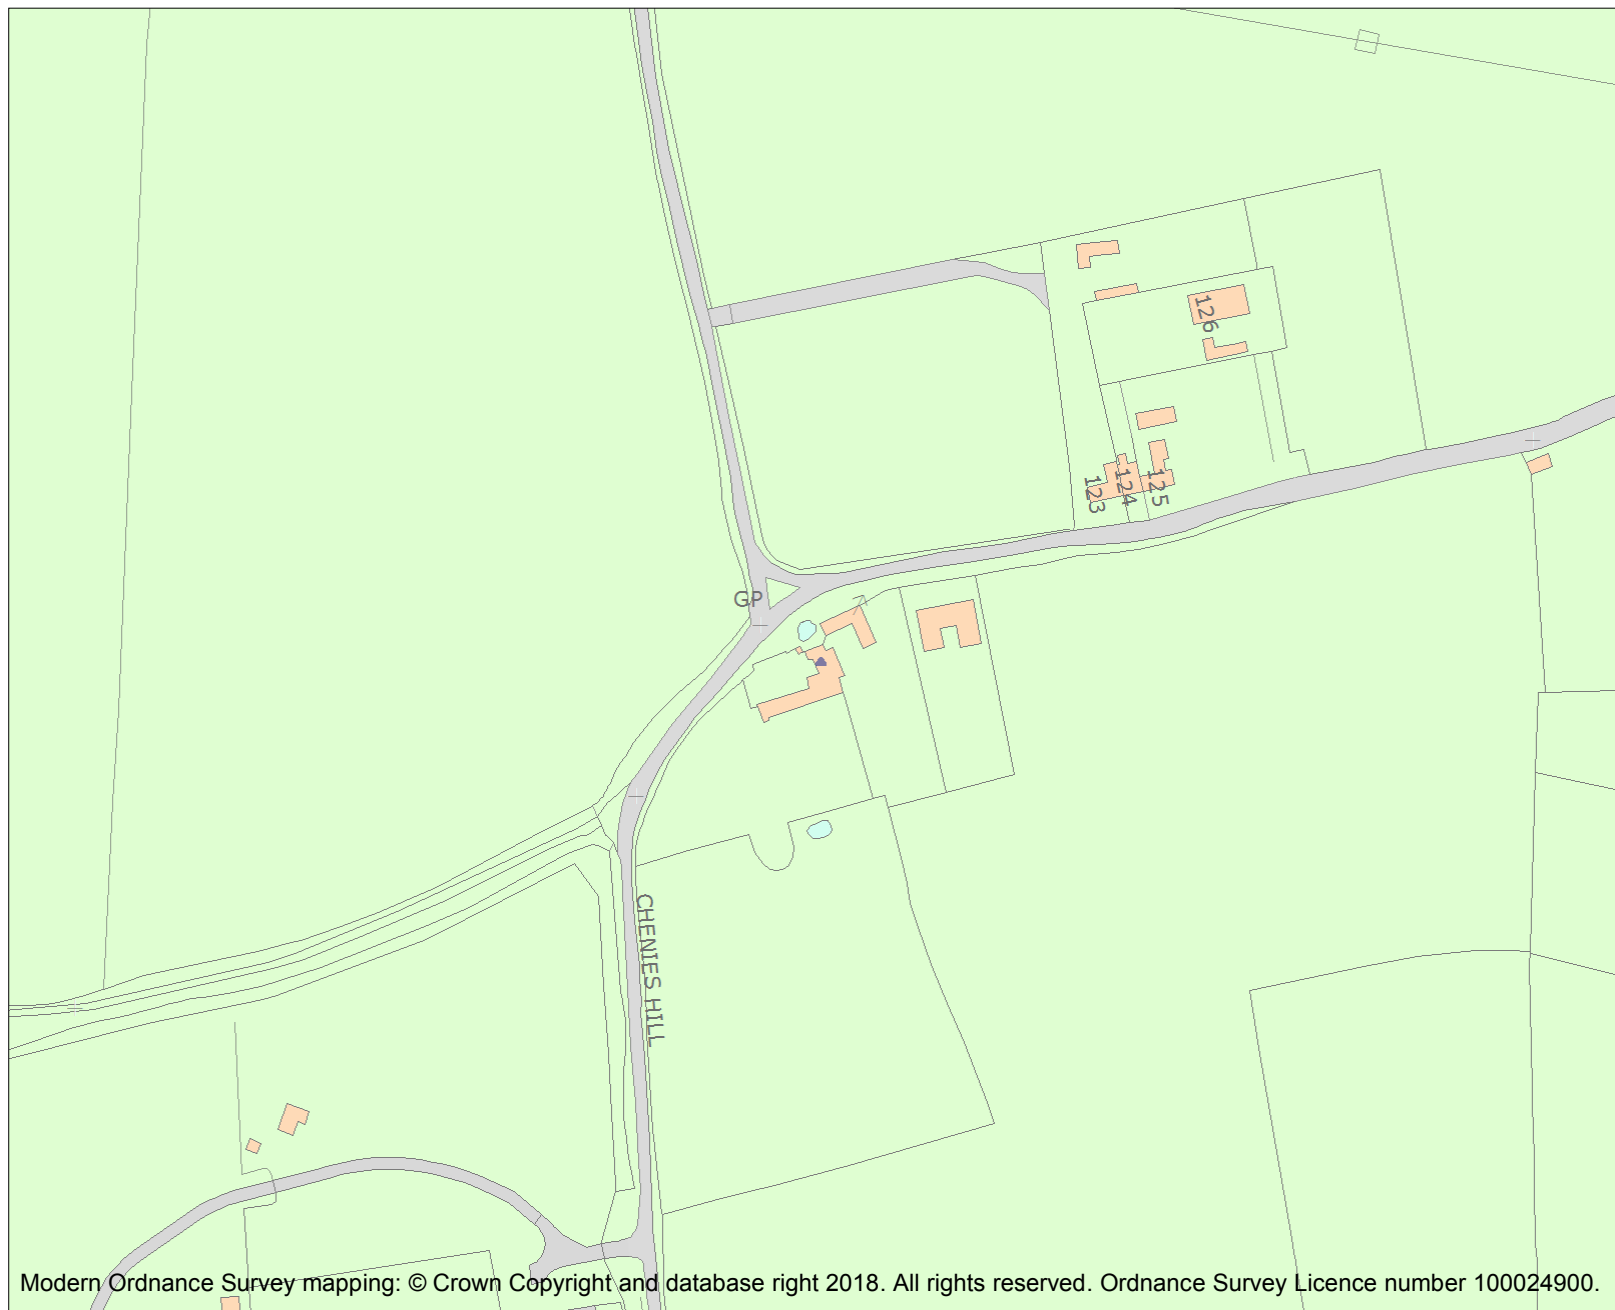 126
123
124
125
GP
CHENIES HILL
Modern Ordnance Survey mapping: © Crown Copyright and database right 2018. All rights reserved. Ordnance Survey Licence number 100024900.